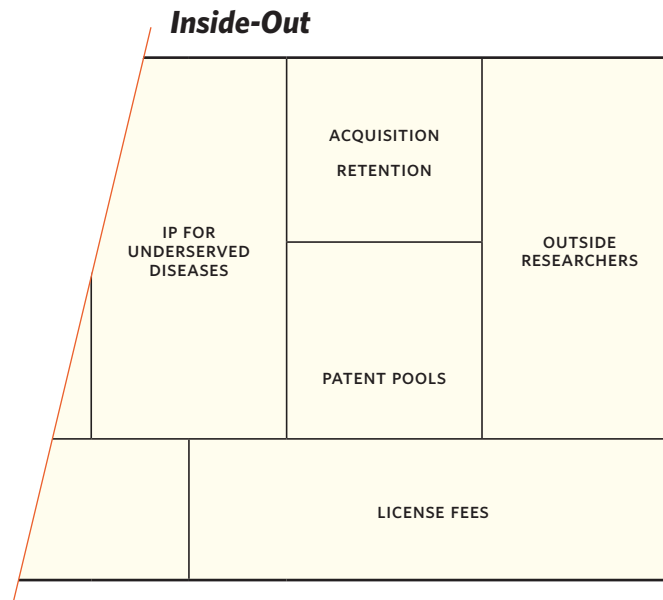 Inside-Out
ACQUISITION
RETENTION
IP FOR
UNDERSERVED
DISEASES
OUTSIDE
RESEARCHERS
PATENT POOLS
LICENSE FEES